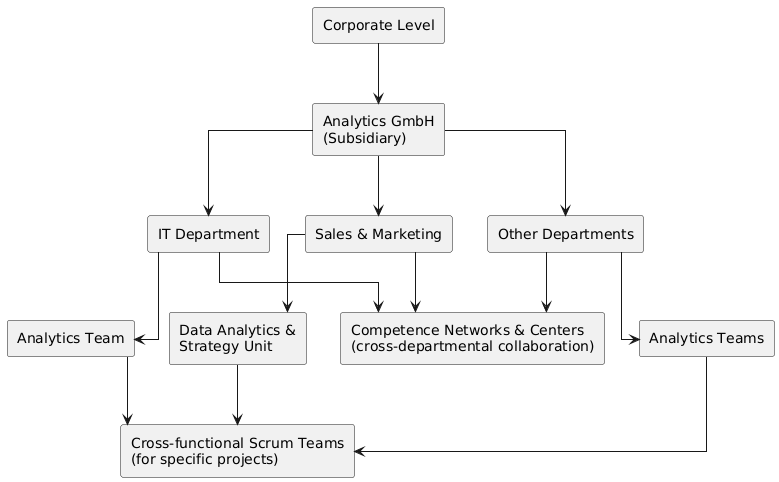 Corporate Level
Analytics GmbH
(Subsidiary)
IT Department
Sales & Marketing
Other Departments
Analytics Team
Data Analytics &
Strategy Unit
Competence Networks & Centers
(cross-departmental collaboration)
Analytics Teams
Cross-functional Scrum Teams
(for specific projects)